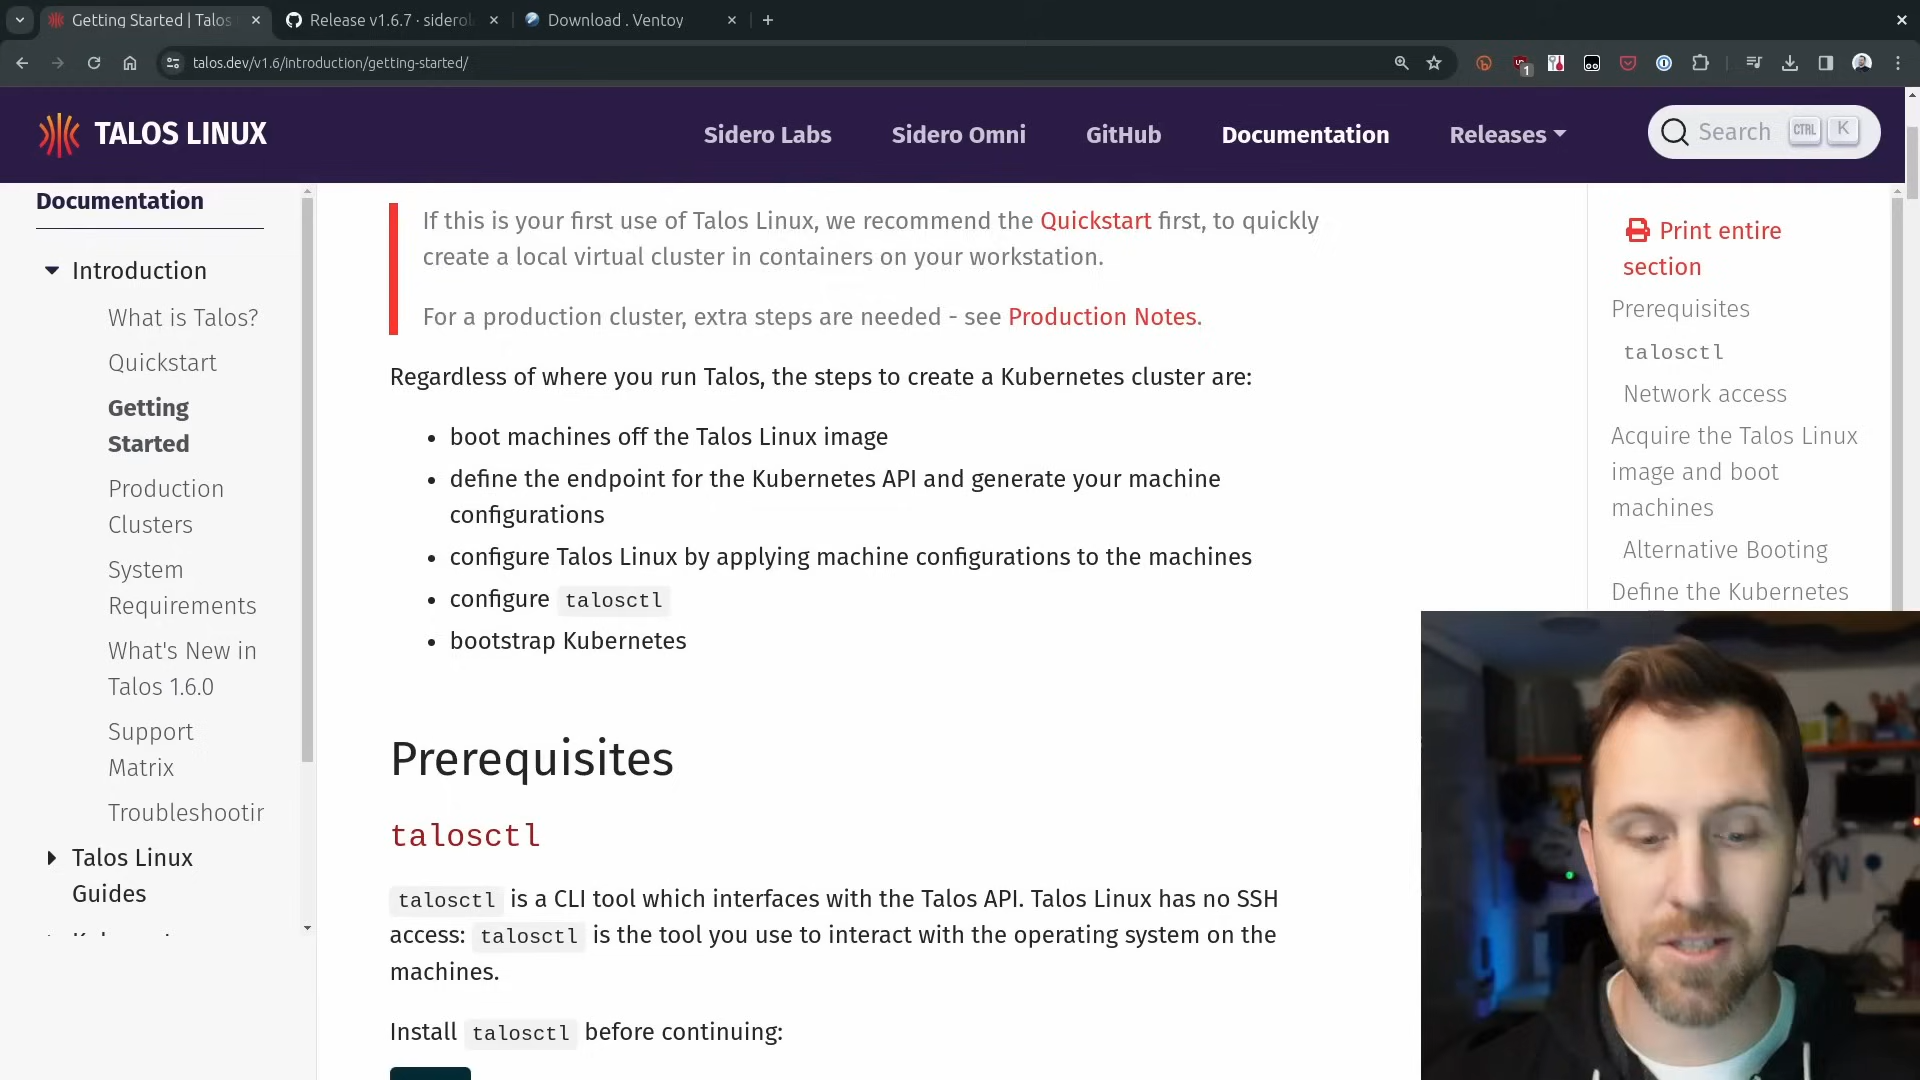 Getting Started | Talos
Release v1.6.7 · siderol
Download . Ventoy
talos.dev/v1.6/introduction/getting-started/
1
TALOS LINUX
Sidero Labs
Sidero Omni
GitHub
Documentation
Releases
Search
CTRL
K
Documentation
Introduction
What is Talos?
Quickstart
Getting
Started
Production
Clusters
System
Requirements
What's New in
Talos 1.6.0
Support
Matrix
Troubleshootin
Talos Linux
Guides
If this is your first use of Talos Linux, we recommend the Quickstart first, to quickly
create a local virtual cluster in containers on your workstation.
For a production cluster, extra steps are needed - see Production Notes.
Regardless of where you run Talos, the steps to create a Kubernetes cluster are:
• boot machines off the Talos Linux image
• define the endpoint for the Kubernetes API and generate your machine
configurations
• configure Talos Linux by applying machine configurations to the machines
• configure talosctl
• bootstrap Kubernetes
Prerequisites
talosctl
talosctl is a CLI tool which interfaces with the Talos API. Talos Linux has no SSH
access: talosctl is the tool you use to interact with the operating system on the
machines.
Install talosctl before continuing:
Print entire
section
Prerequisites
talosctl
Network access
Acquire the Talos Linux
image and boot
machines
Alternative Booting
Define the Kubernetes